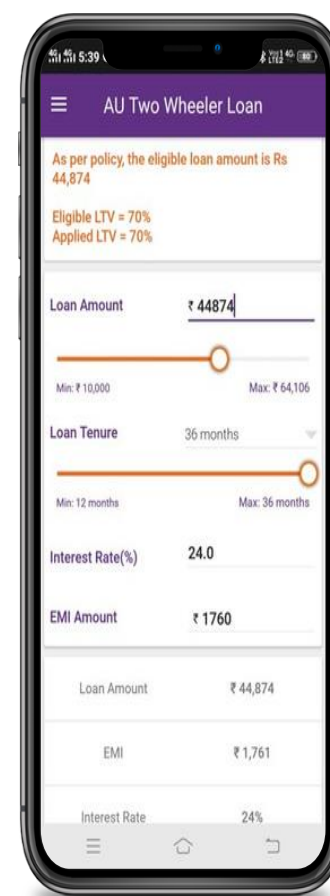 5:39
AU Two Wheeler Loan
As per policy, the eligible loan amount is Rs
44,874
Eligible LTV = 70%
Applied LTV = 70%
Loan Amount ₹ 44874
Min: ₹ 10,000 Max: ₹ 64,106
Loan Tenure 36 months
Min: 12 months Max: 36 months
Interest Rate(%) 24.0
EMI Amount ₹ 1760
Loan Amount ₹ 44,874
EMI ₹ 1,761
Interest Rate 24%